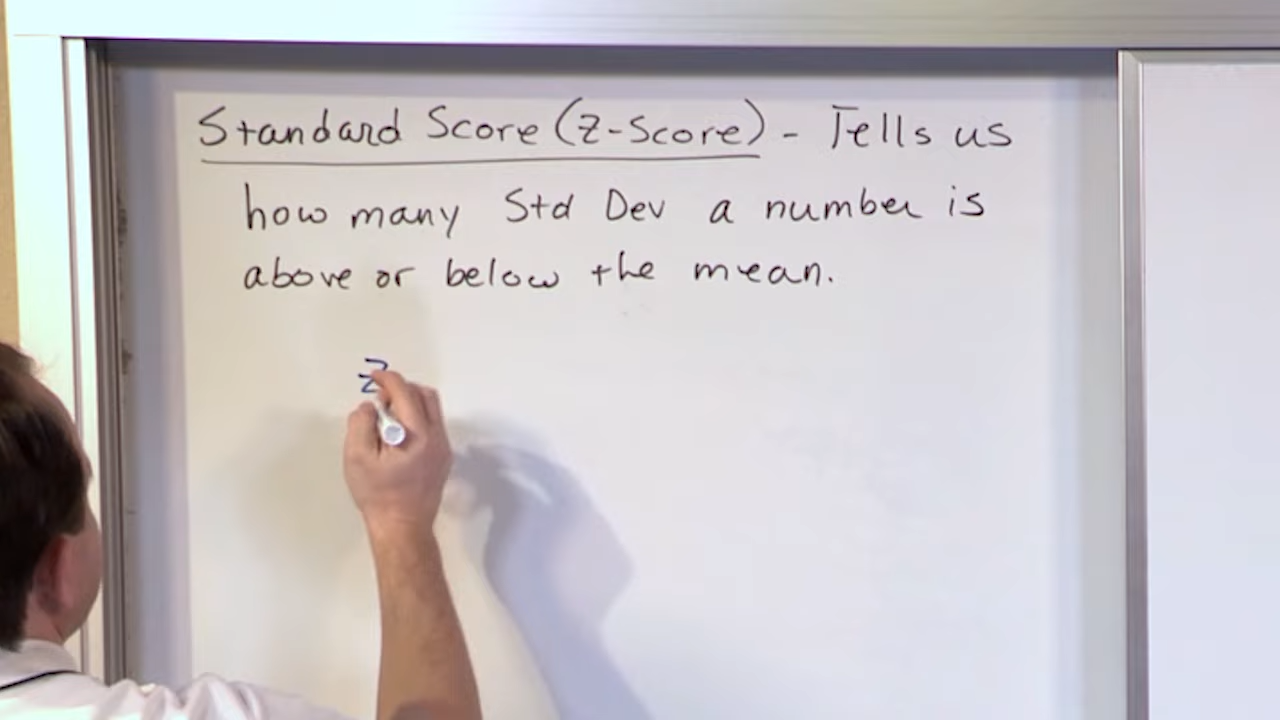 Standard Score (Z-Score) - Tells us
how many Std Dev a number is
above or below the mean.
Z